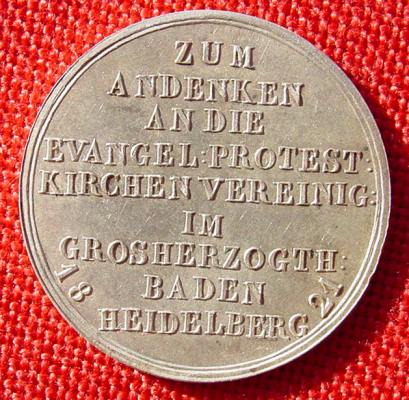 ZUM
ANDENKEN
AN DIE
EVANGEL:PROTEST:
KIRCHEN VEREINIG:
IM
GROSHERZOGTH:
BADEN
HEIDELBERG
18 21